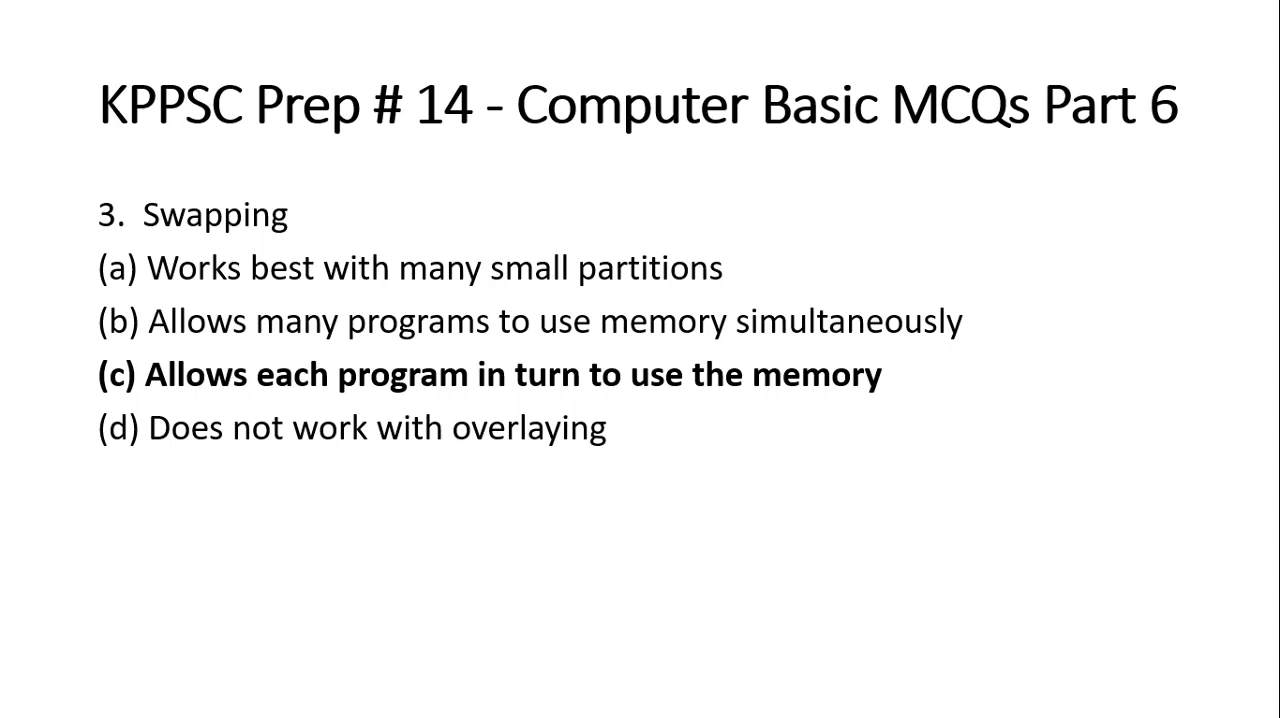 KPPSC Prep # 14 - Computer Basic MCQs Part 6
3. Swapping
(a) Works best with many small partitions
(b) Allows many programs to use memory simultaneously
(c) Allows each program in turn to use the memory
(d) Does not work with overlaying